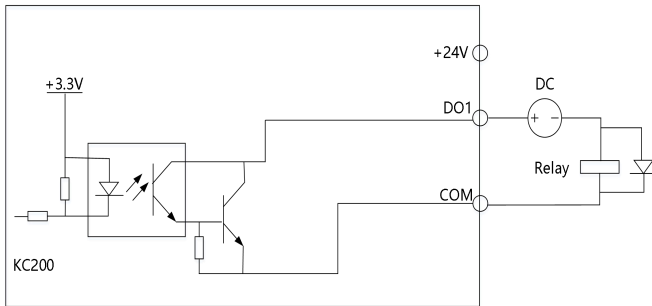 +24V
DC
+3.3V
DO1
+ −
Relay
COM
KC200